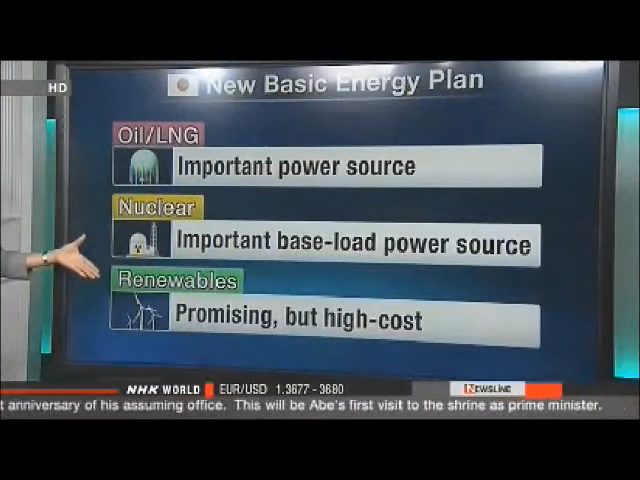 HD
New Basic Energy Plan
Oil/LNG
Important power source
Nuclear
Important base-load power source
Renewables
Promising, but high-cost
NHK WORLD
EUR/USD 1.3677 - 3680
NEWSLINE
t anniversary of his assuming office. This will be Abe's first visit to the shrine as prime minister.